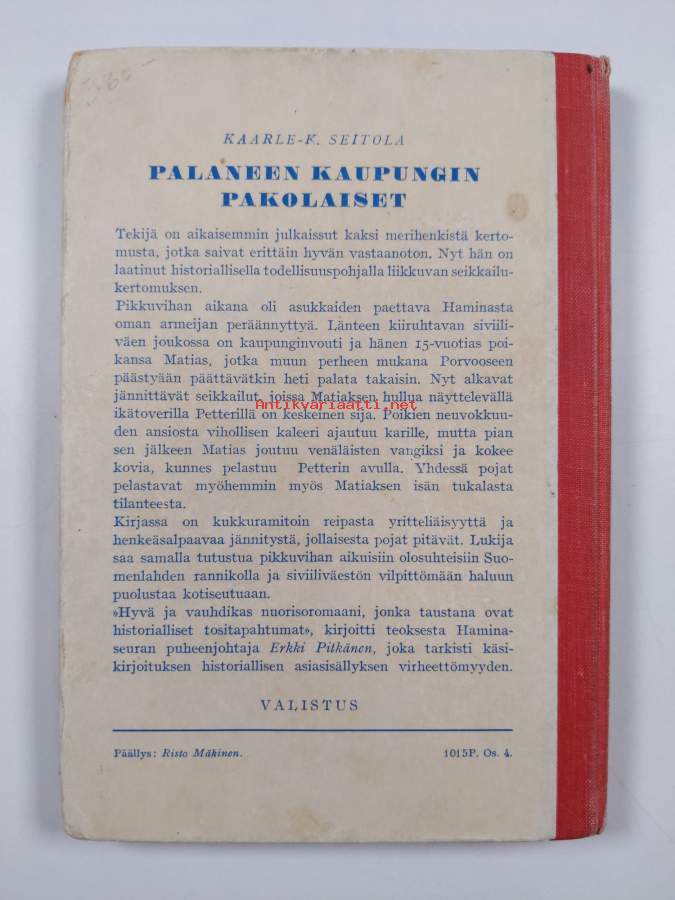 KAARLE-K. SEITOLA
PALANEEN KAUPUNGIN
PAKOLAISET
Tekijä on aikaisemmin julkaissut kaksi merihenkistä kerto-
musta, jotka saivat erittäin hyvän vastaanoton. Nyt hän on
laatinut historiallisella todellisuuspohjalla liikkuvan seikkailu-
kertomuksen.
Pikkuvihan aikana oli asukkaiden paettava Haminasta
oman armeijan peräännyttyä. Länteen kiiruhtavan siviili-
väen joukossa on kaupunginvouti ja hänen 15-vuotias poi-
kansa Matias, jotka muun perheen mukana Porvooseen
päästyään päättävätkin heti palata takaisin. Nyt alkavat
jännittävät seikkailut, joissa Matiaksen hullua näyttelevällä
Antikvariaatti.net
ikätoverilla Petterillä on keskeinen sija. Poikien neuvokkuu-
den ansiosta vihollisen kaleeri ajautuu karille, mutta pian
sen jälkeen Matias joutuu venäläisten vangiksi ja kokee
kovia, kunnes pelastuu Petterin avulla. Yhdessä pojat
pelastavat myöhemmin myös Matiaksen isän tukalasta
tilanteesta.
Kirjassa on kukkuramitoin reipasta yritteliäisyyttä ja
henkeäsalpaavaa jännitystä, jollaisesta pojat pitävät. Lukija
saa samalla tutustua pikkuvihan aikuisiin olosuhteisiin Suo-
menlahden rannikolla ja siviiliväestön vilpittömään haluun
puolustaa kotiseutuaan.
»Hyvä ja vauhdikas nuorisoromaani, jonka taustana ovat
historialliset tositapahtumat», kirjoitti teoksesta Hamina-
seuran puheenjohtaja Erkki Pitkänen, joka tarkisti käsi-
kirjoituksen historiallisen asiasisällyksen virheettömyyden.
VALISTUS
Päällys: Risto Mäkinen.
1015P. Os. 4.